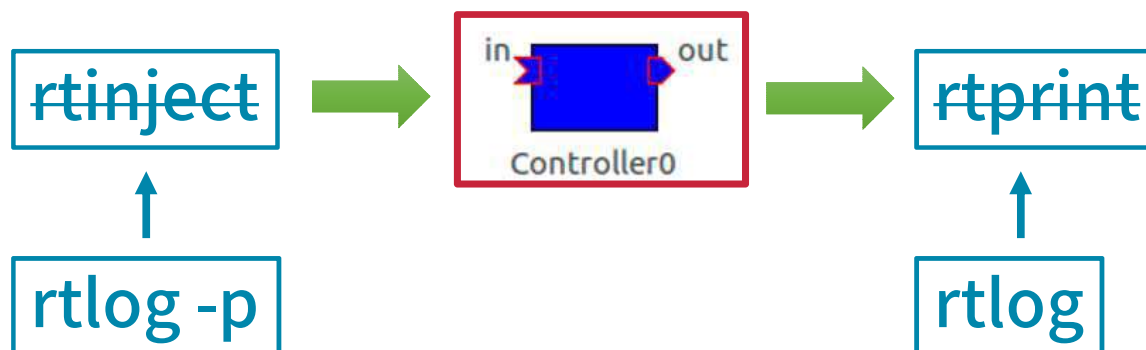 rtinject
in
out
Controller0
rtprint
rtlog -p
rtlog